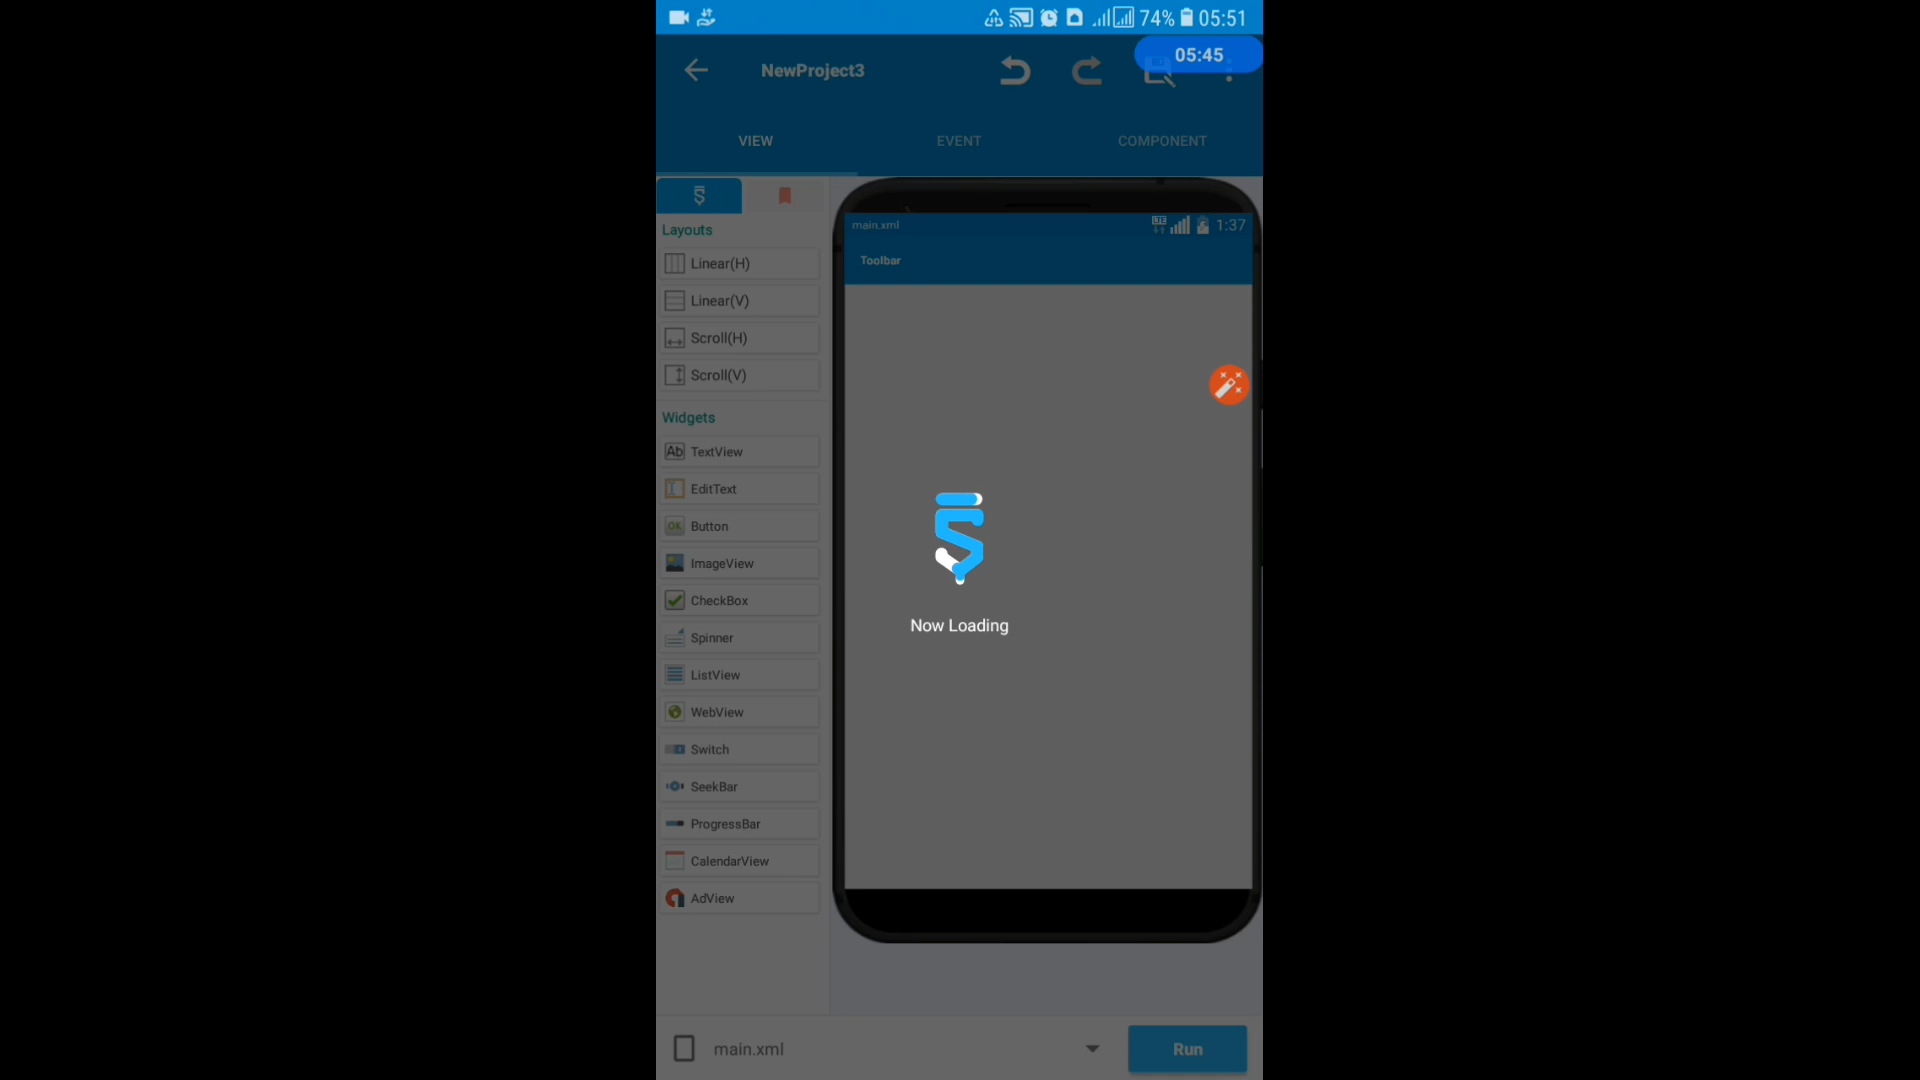 74% 05:51
05:45
NewProject3
VIEW EVENT COMPONENT
main.xml 1:37
Toolbar
Layouts
Linear(H)
Linear(V)
Scroll(H)
Scroll(V)
Widgets
Ab TextView
EditText
OK Button
ImageView
CheckBox
Spinner
ListView
WebView
Switch
SeekBar
ProgressBar
CalendarView
AdView
Now Loading
main.xml
Run